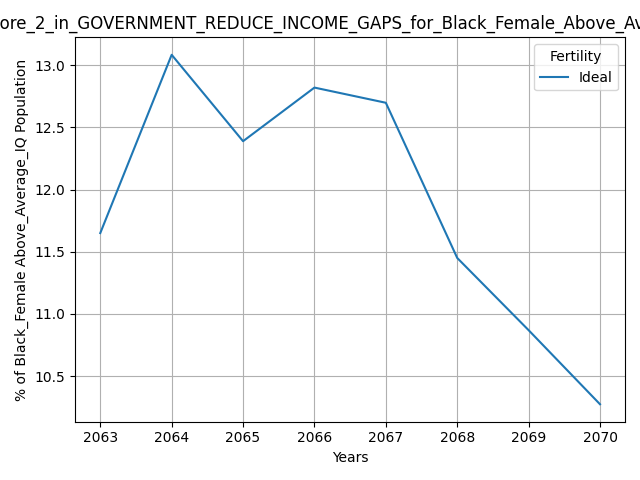 ore_2_in_GOVERNMENT_REDUCE_INCOME_GAPS_for_Black_Female_Above_Av
% of Black_Female Above_Average_IQ Population
13.0
12.5
12.0
11.5
11.0
10.5
Fertility
Ideal
2063 2064 2065 2066 2067 2068 2069 2070
Years